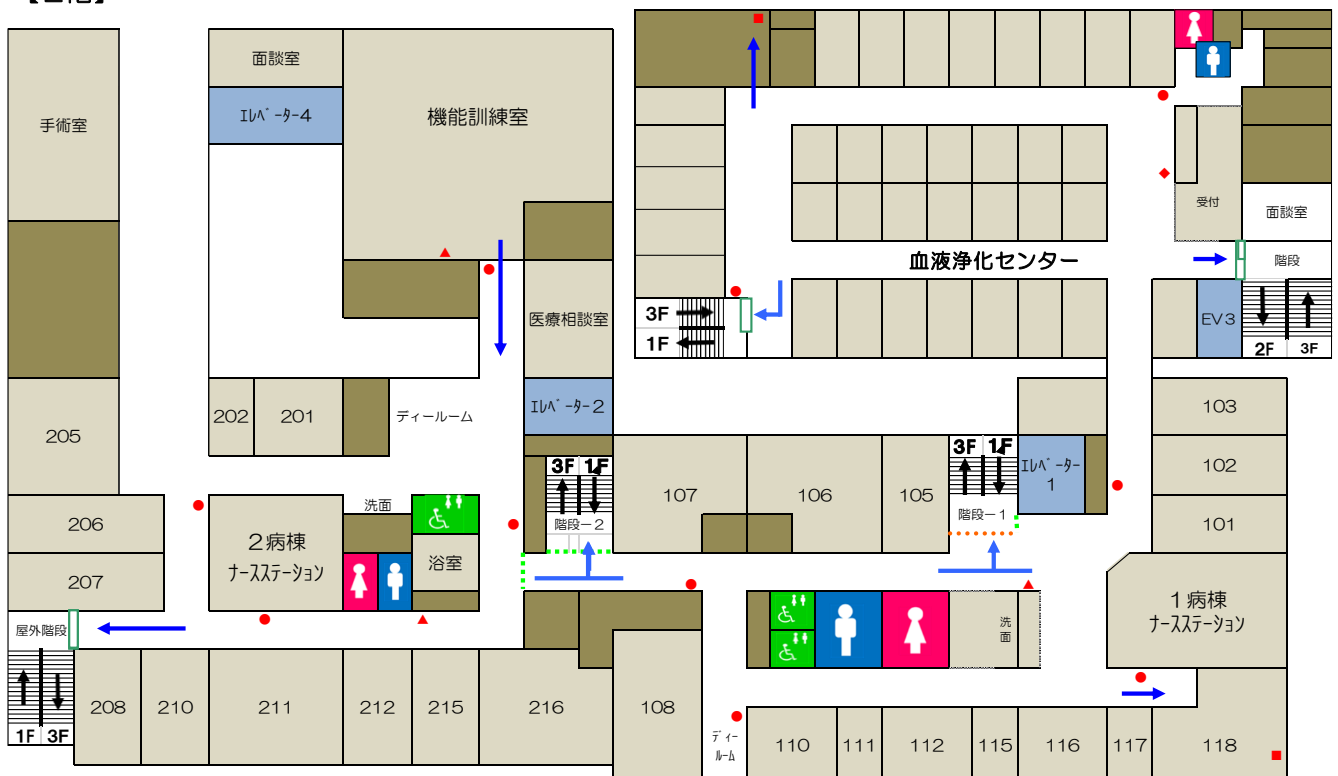 面談室
ｴﾚﾍﾞｰﾀｰ4
手術室
機能訓練室
受付
面談室
血液浄化センター
階段
医療相談室
3F
1F
EV3
2F
3F
202
201
ディールーム
ｴﾚﾍﾞｰﾀｰ2
103
205
3F
1F
107
106
105
3F
1F
ｴﾚﾍﾞｰﾀｰ
1
102
206
洗面
階段－2
階段－1
101
２病棟
ﾅｰｽｽﾃｰｼｮﾝ
浴室
207
１病棟
ﾅｰｽｽﾃｰｼｮﾝ
洗面
屋外階段
1F
3F
208
210
211
212
215
216
108
ディー
ﾙｰﾑ
110
111
112
115
116
117
118